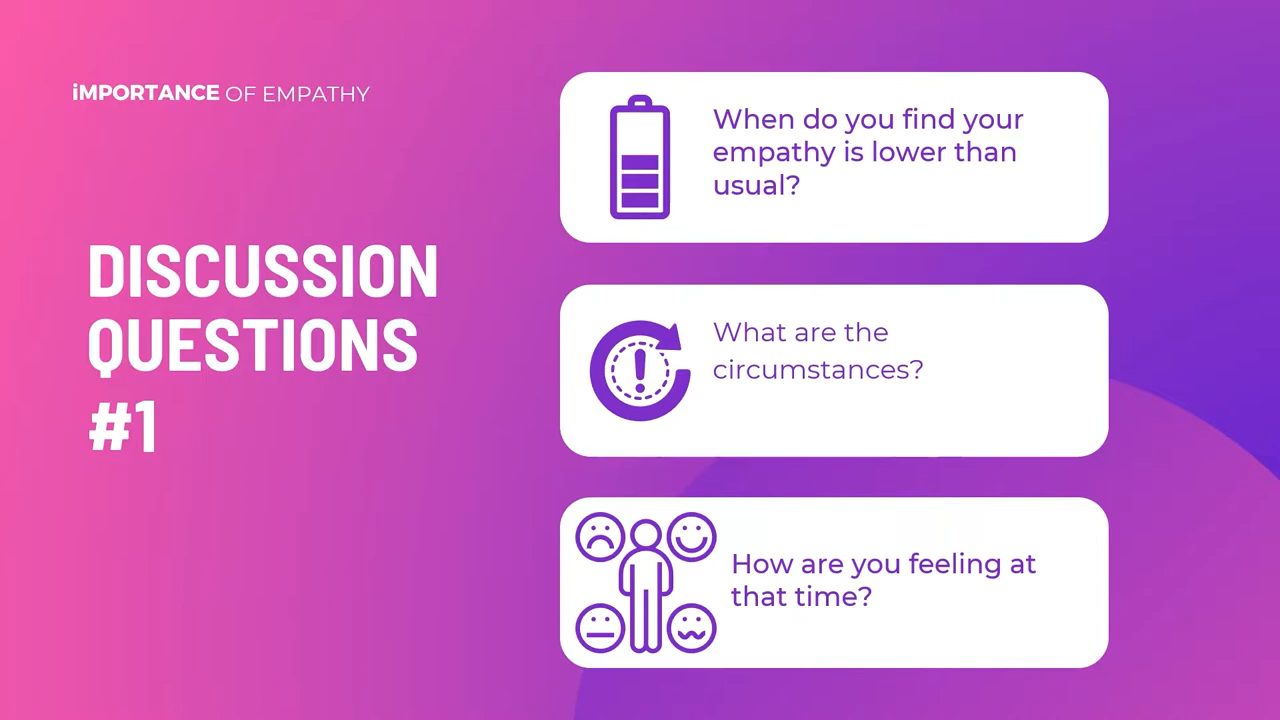 iMPORTANCE OF EMPATHY
DISCUSSION
QUESTIONS
#1
When do you find your
empathy is lower than
usual?
What are the
circumstances?
How are you feeling at
that time?